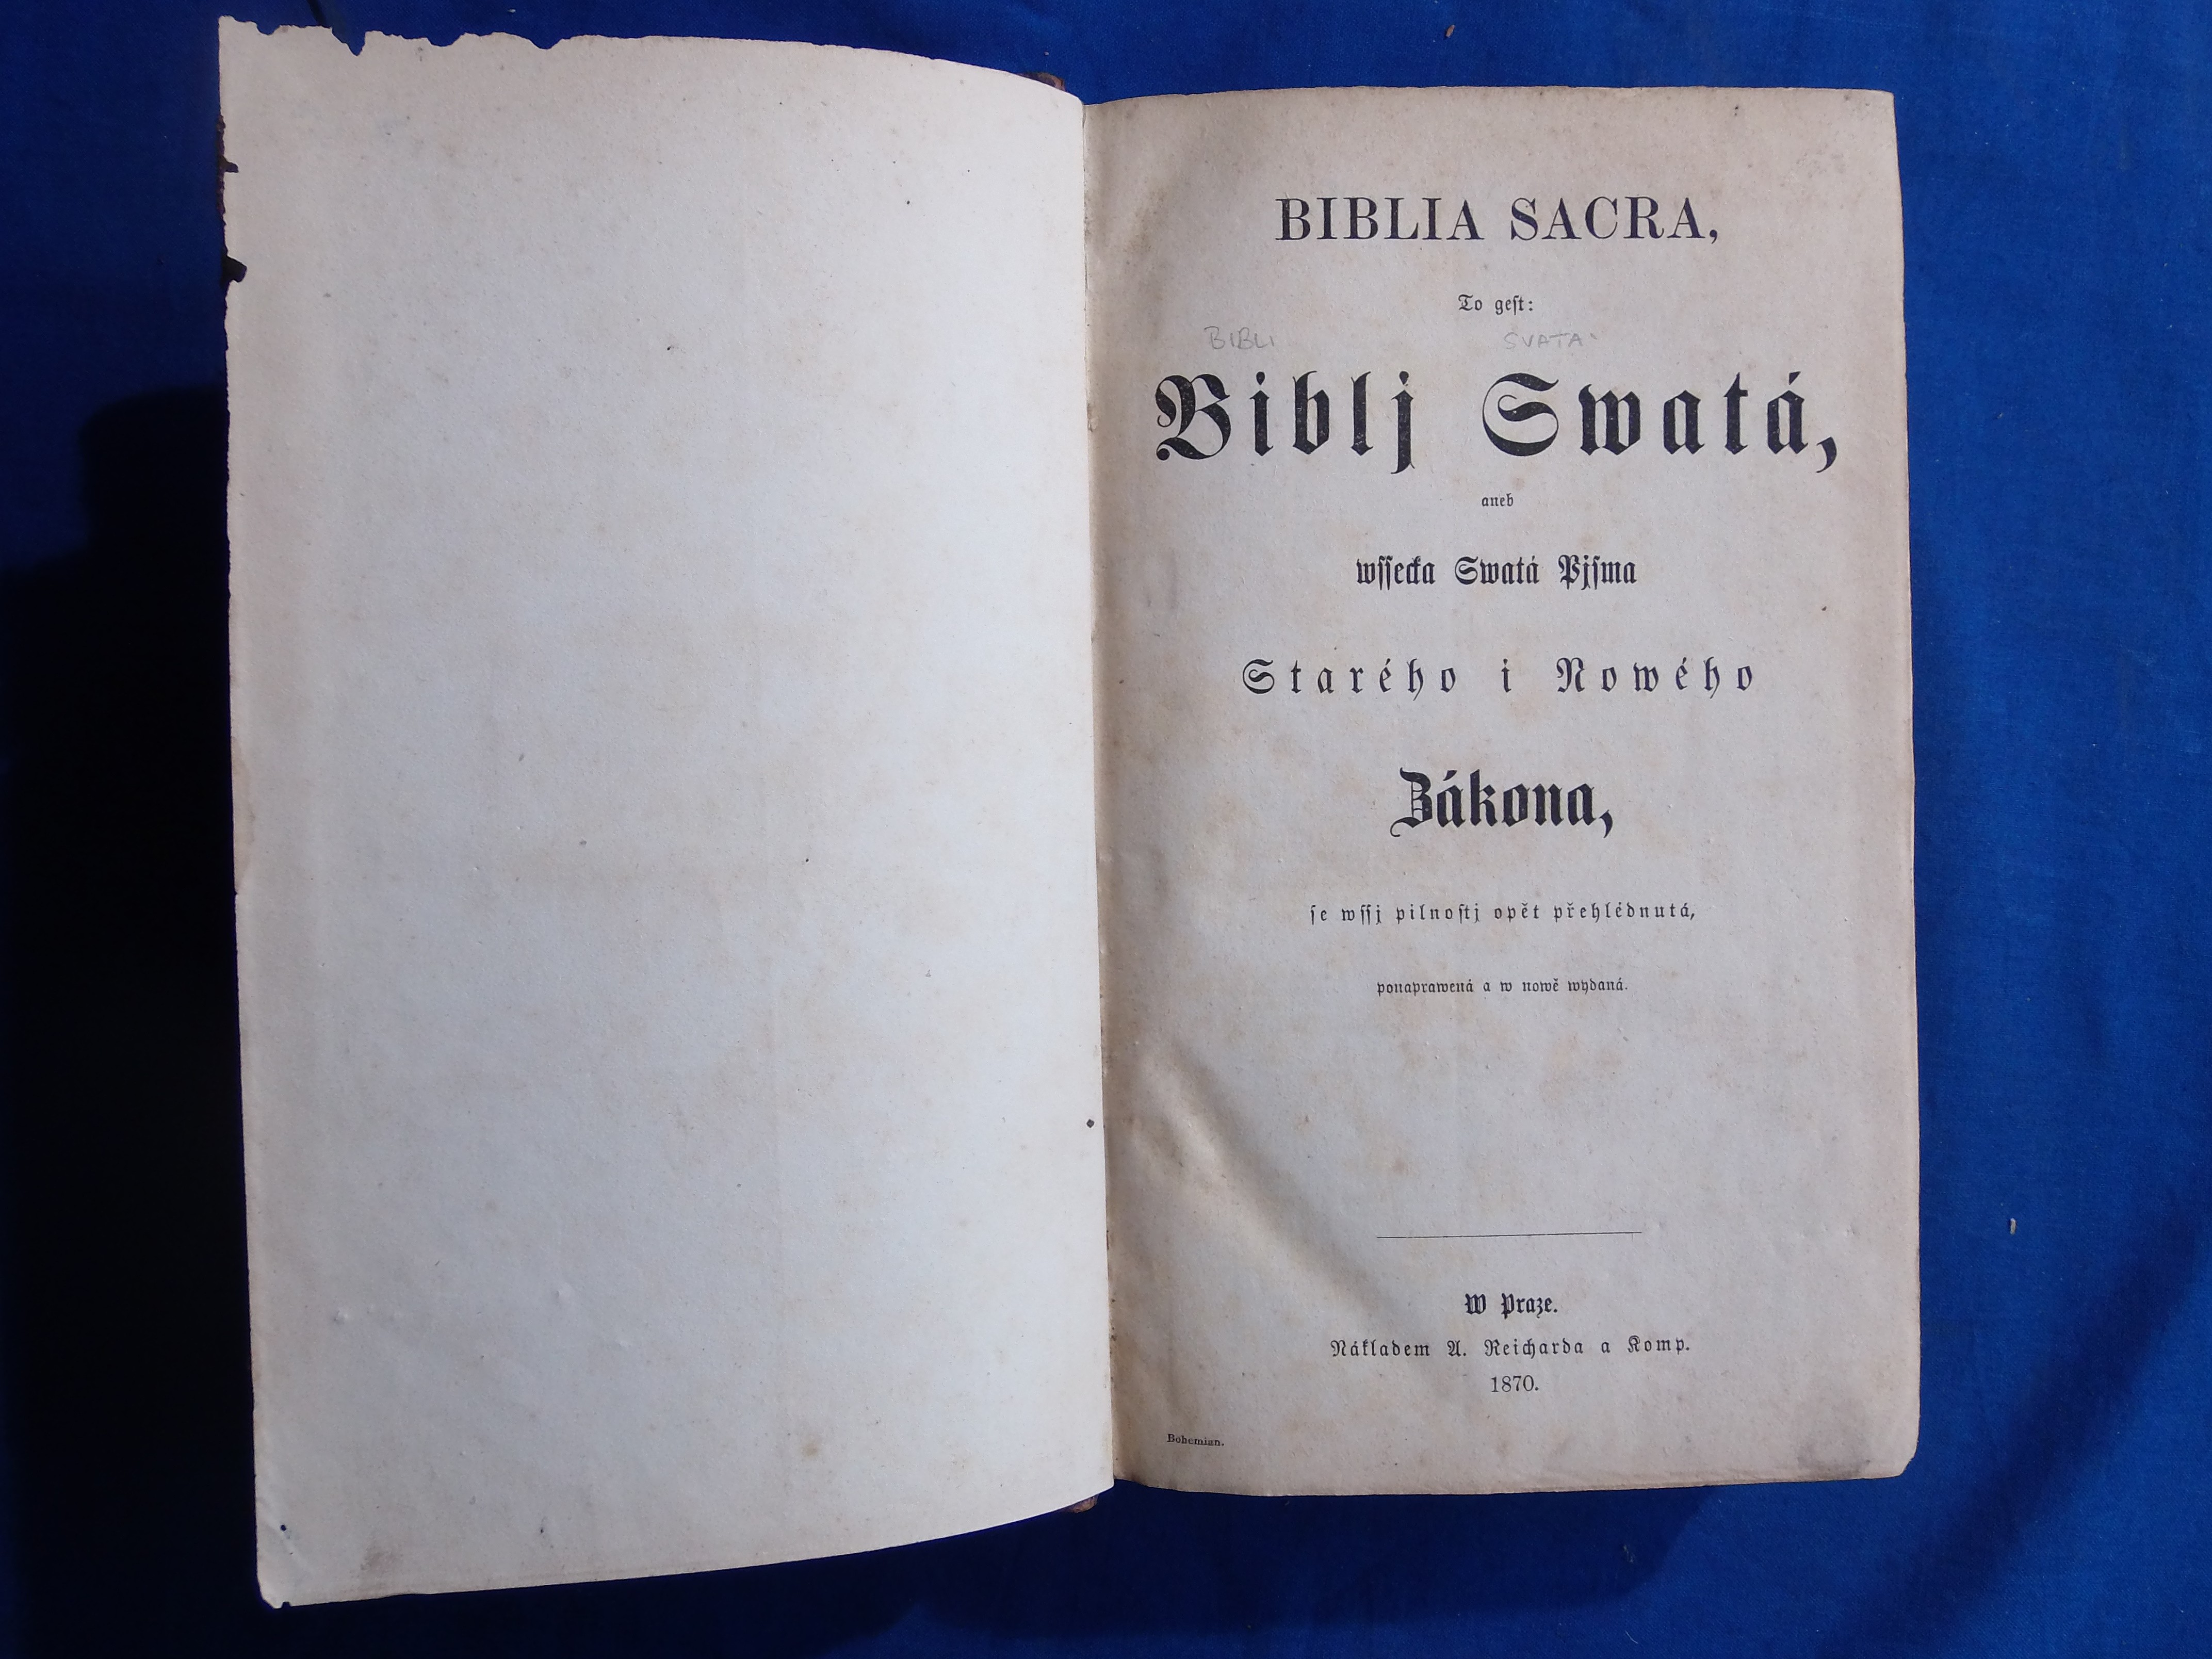 BIBLIA SACRA,
To geſt:
BIBLI SVATA
Biblj Swatá,
aneb
wſſecka Swatá Pjſma
Starého i Nowého
Zákona,
ſe wſſj pilnoſtj opět přehlédnutá,
ponaprawená a w nowě wydaná.
W Praze.
Nákladem A. Reicharda a Komp.
1870.
Bohemian.